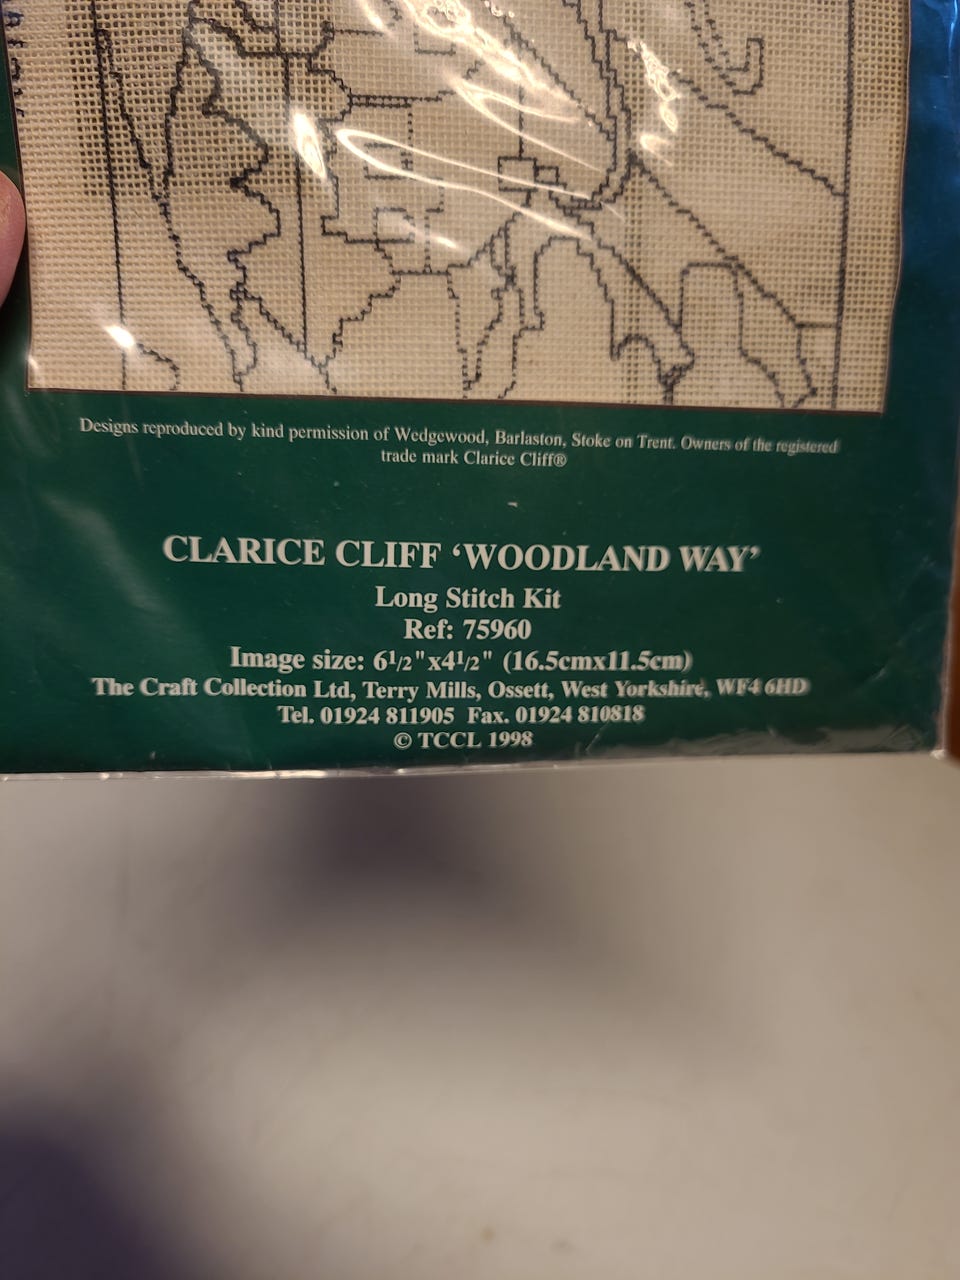 Designs reproduced by kind permission of Wedgewood, Barlaston, Stoke on Trent. Owners of the registered
trade mark Clarice Cliff®
CLARICE CLIFF ‘WOODLAND WAY’
Long Stitch Kit
Ref: 75960
Image size: 6½"x4½" (16.5cmx11.5cm)
The Craft Collection Ltd, Terry Mills, Ossett, West Yorkshire, WF4 6HD
Tel. 01924 811905 Fax. 01924 810818
© TCCL 1998